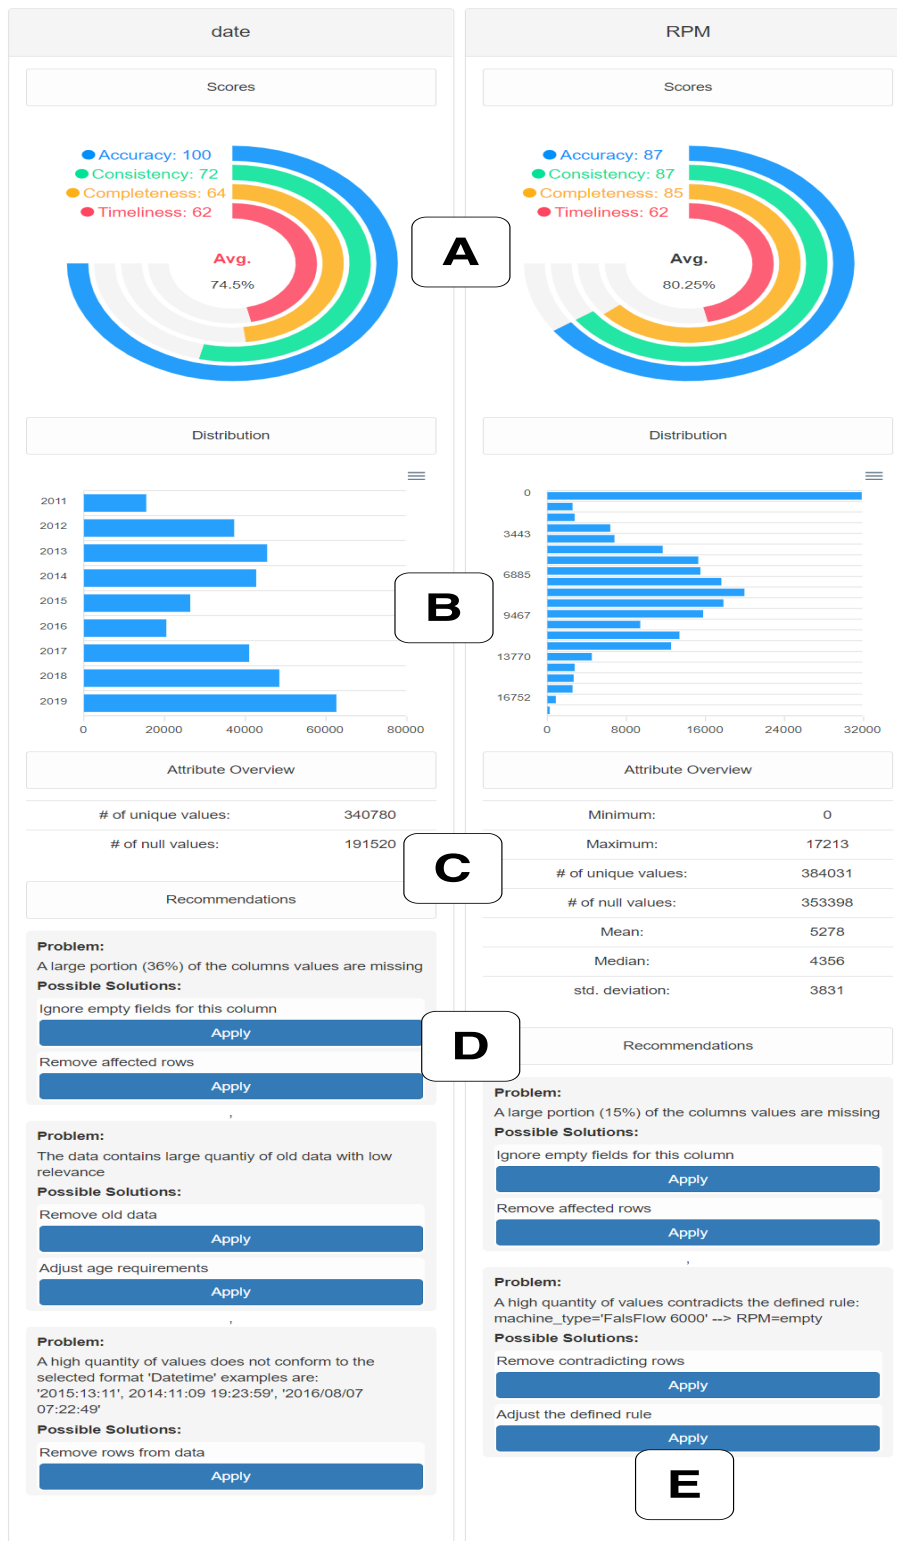 date
Scores
Accuracy: 100
Consistency: 72
Completeness: 64
Timeliness: 62
Avg.
74.5%
Distribution
2011
2012
2013
2014
2015
2016
2017
2018
2019
0 20000 40000 60000 80000
Attribute Overview
# of unique values: 340780
# of null values: 191520
Recommendations
Problem:
A large portion (36%) of the columns values are missing
Possible Solutions:
Ignore empty fields for this column
Apply
Remove affected rows
Apply
,
Problem:
The data contains large quantiy of old data with low
relevance
Possible Solutions:
Remove old data
Apply
Adjust age requirements
Apply
,
Problem:
A high quantity of values does not conform to the
selected format 'Datetime' examples are:
'2015:13:11', 2014:11:09 19:23:59', '2016/08/07
07:22:49'
Possible Solutions:
Remove rows from data
Apply
A
B
C
D
RPM
Scores
Accuracy: 87
Consistency: 87
Completeness: 85
Timeliness: 62
Avg.
80.25%
Distribution
0
3443
6885
9467
13770
16752
0 8000 16000 24000 32000
Attribute Overview
Minimum: 0
Maximum: 17213
# of unique values: 384031
# of null values: 353398
Mean: 5278
Median: 4356
std. deviation: 3831
Recommendations
Problem:
A large portion (15%) of the columns values are missing
Possible Solutions:
Ignore empty fields for this column
Apply
Remove affected rows
Apply
,
Problem:
A high quantity of values contradicts the defined rule:
machine_type='FalsFlow 6000' --> RPM=empty
Possible Solutions:
Remove contradicting rows
Apply
Adjust the defined rule
Apply
E